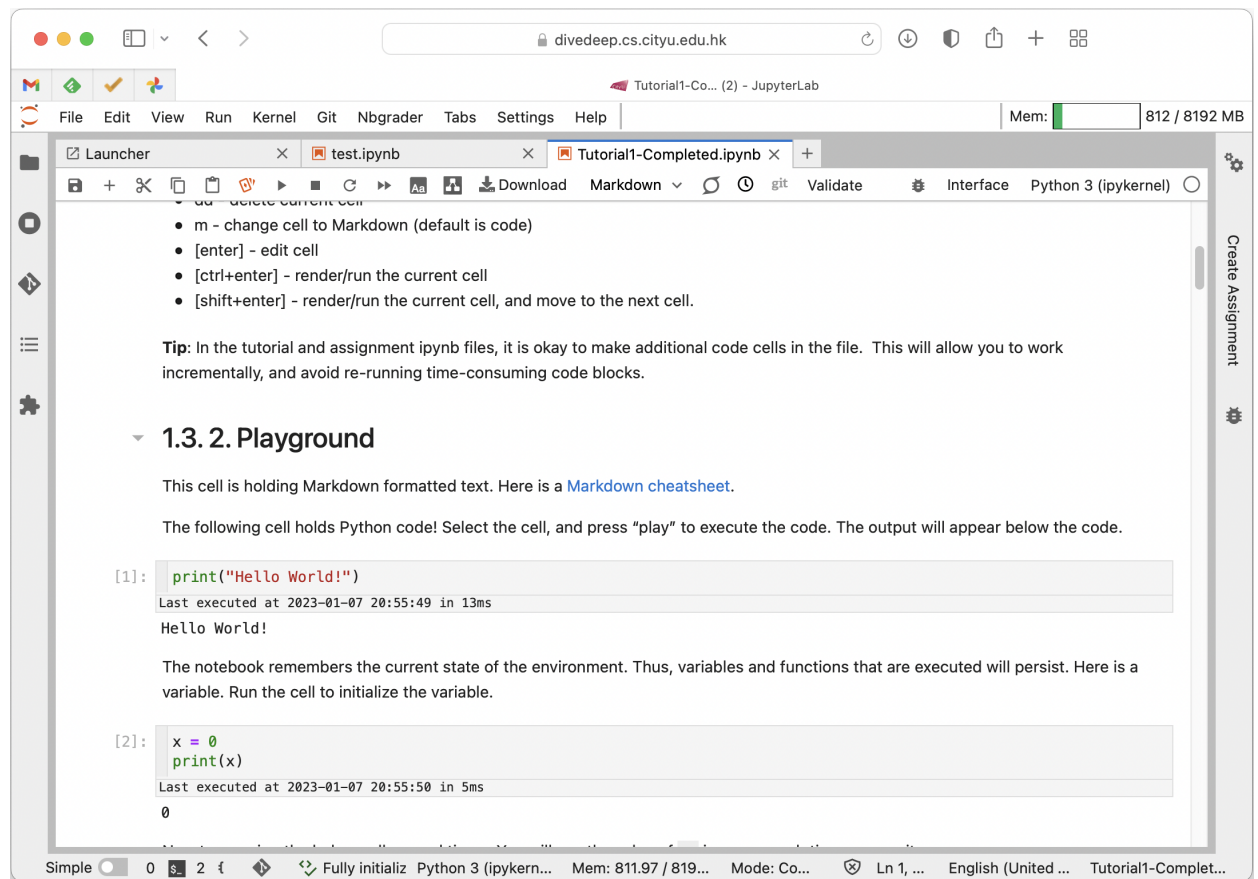 divedeep.cs.cityu.edu.hk
Tutorial1-Co... (2) - JupyterLab
File Edit View Run Kernel Git Nbgrader Tabs Settings Help Mem: 812 / 8192 MB
Launcher test.ipynb Tutorial1-Completed.ipynb
Download Markdown git Validate Interface Python 3 (ipykernel)
dd - delete current cell
• m - change cell to Markdown (default is code)
• [enter] - edit cell
• [ctrl+enter] - render/run the current cell
• [shift+enter] - render/run the current cell, and move to the next cell.
Create Assignment
Tip: In the tutorial and assignment ipynb files, it is okay to make additional code cells in the file. This will allow you to work
incrementally, and avoid re-running time-consuming code blocks.
1.3. 2. Playground
This cell is holding Markdown formatted text. Here is a Markdown cheatsheet.
The following cell holds Python code! Select the cell, and press “play” to execute the code. The output will appear below the code.
[1]: print("Hello World!")
Last executed at 2023-01-07 20:55:49 in 13ms
Hello World!
The notebook remembers the current state of the environment. Thus, variables and functions that are executed will persist. Here is a
variable. Run the cell to initialize the variable.
[2]: x = 0
print(x)
Last executed at 2023-01-07 20:55:50 in 5ms
0
Simple 0 $_ 2 { Fully initializ Python 3 (ipykern... Mem: 811.97 / 819... Mode: Co... Ln 1, ... English (United ... Tutorial1-Complet...